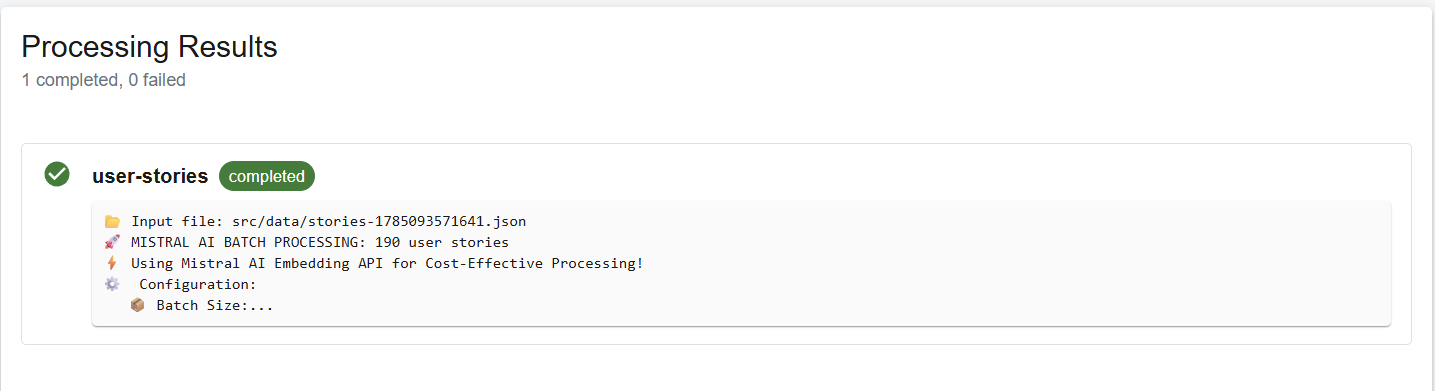 Processing Results
1 completed, 0 failed
user-stories completed
📂 Input file: src/data/stories-1785093571641.json
🚀 MISTRAL AI BATCH PROCESSING: 190 user stories
⚡ Using Mistral AI Embedding API for Cost-Effective Processing!
⚙️ Configuration:
📦 Batch Size:...